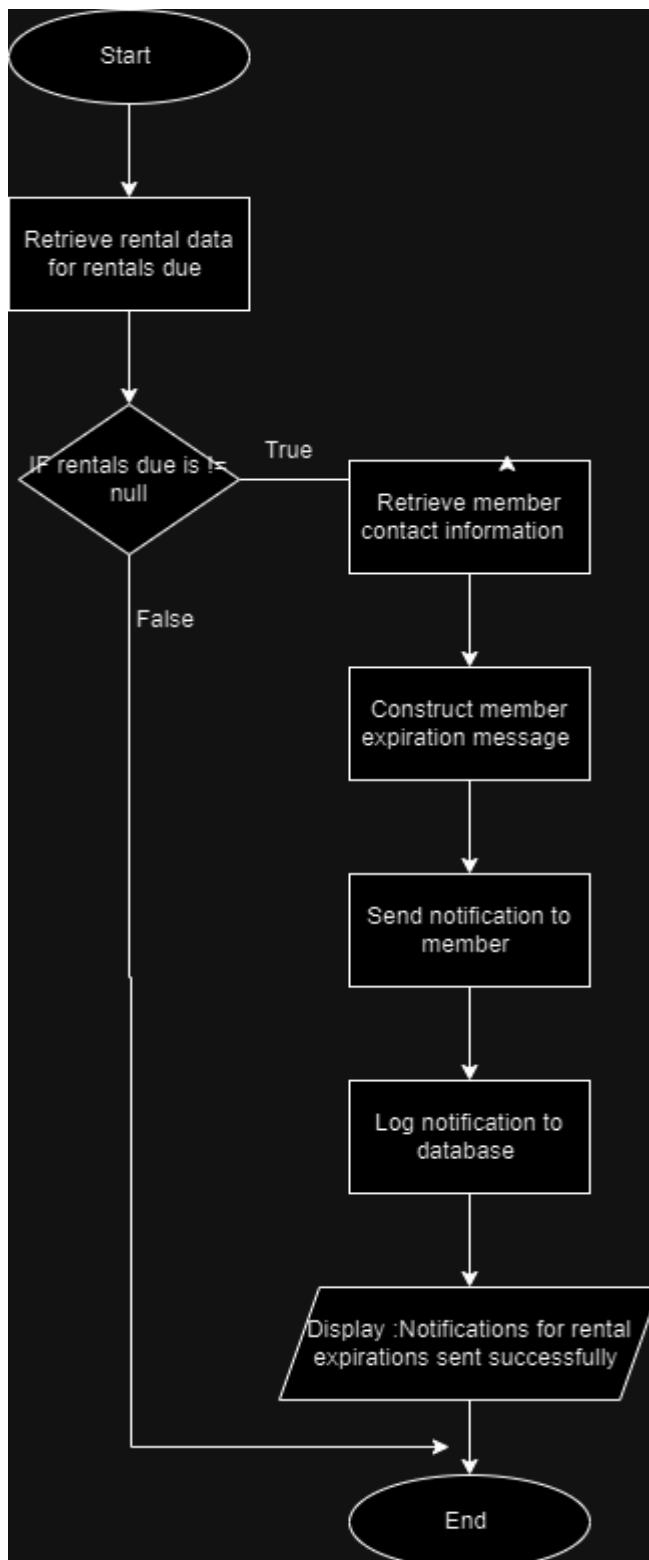 Start
Retrieve rental data
for rentals due
IF rentals due is !=
null
True
False
Retrieve member
contact information
Construct member
expiration message
Send notification to
member
Log notification to
database
Display :Notifications for rental
expirations sent successfully
End